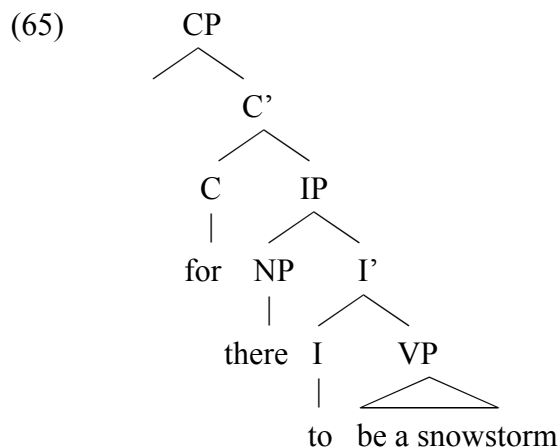 (65) CP
C’
C IP
for NP I’
there I VP
to be a snowstorm